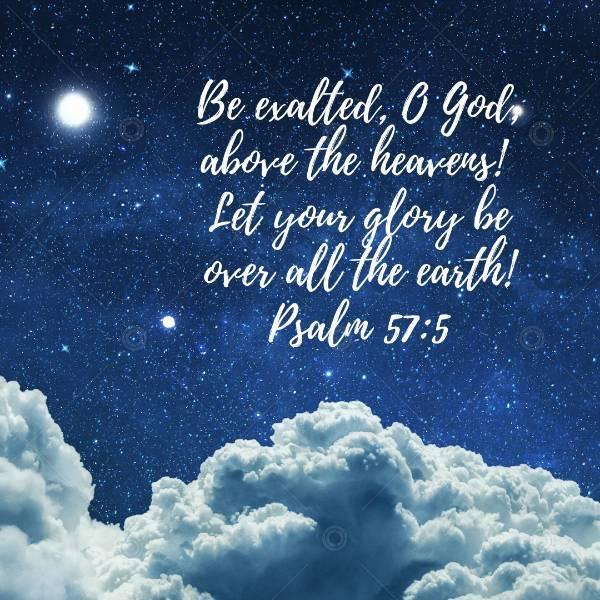 Be exalted, O God,
above the heavens!
Let your glory be
over all the earth!
Psalm 57:5